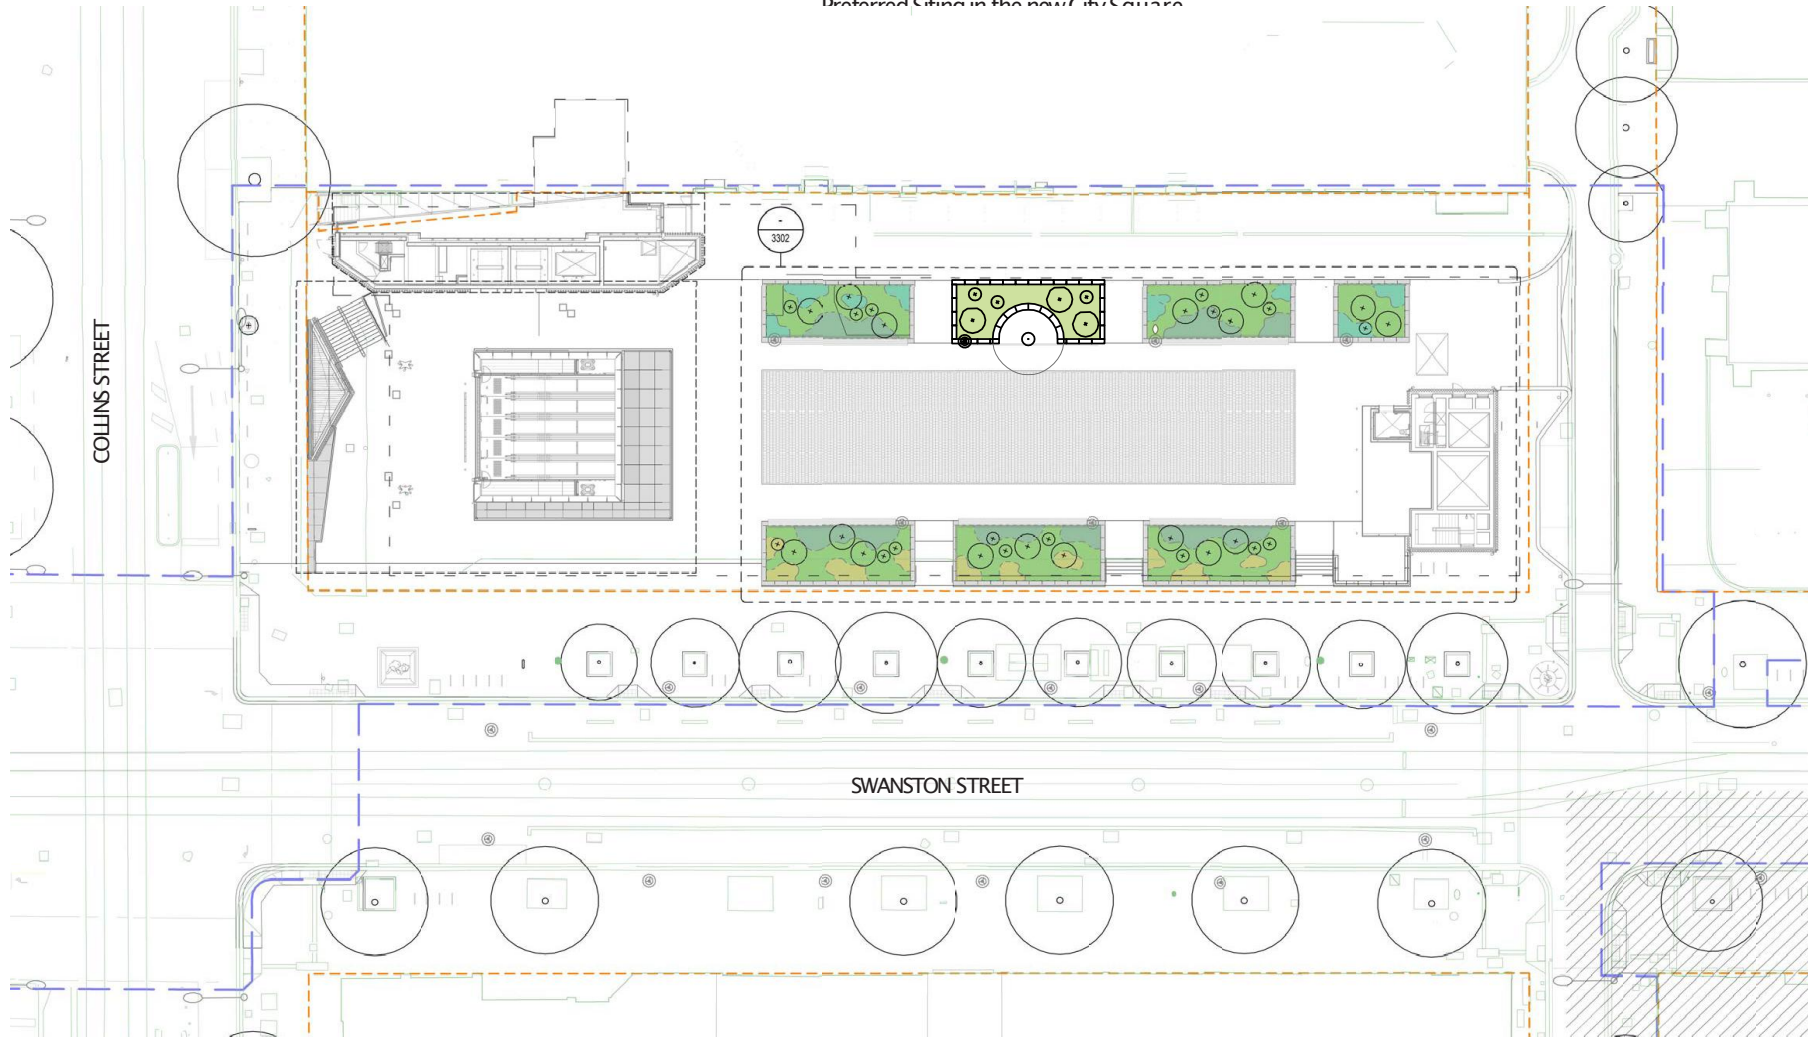 Preferred Siting in the new City Square
-
3302
COLLINS STREET
SWANSTON STREET